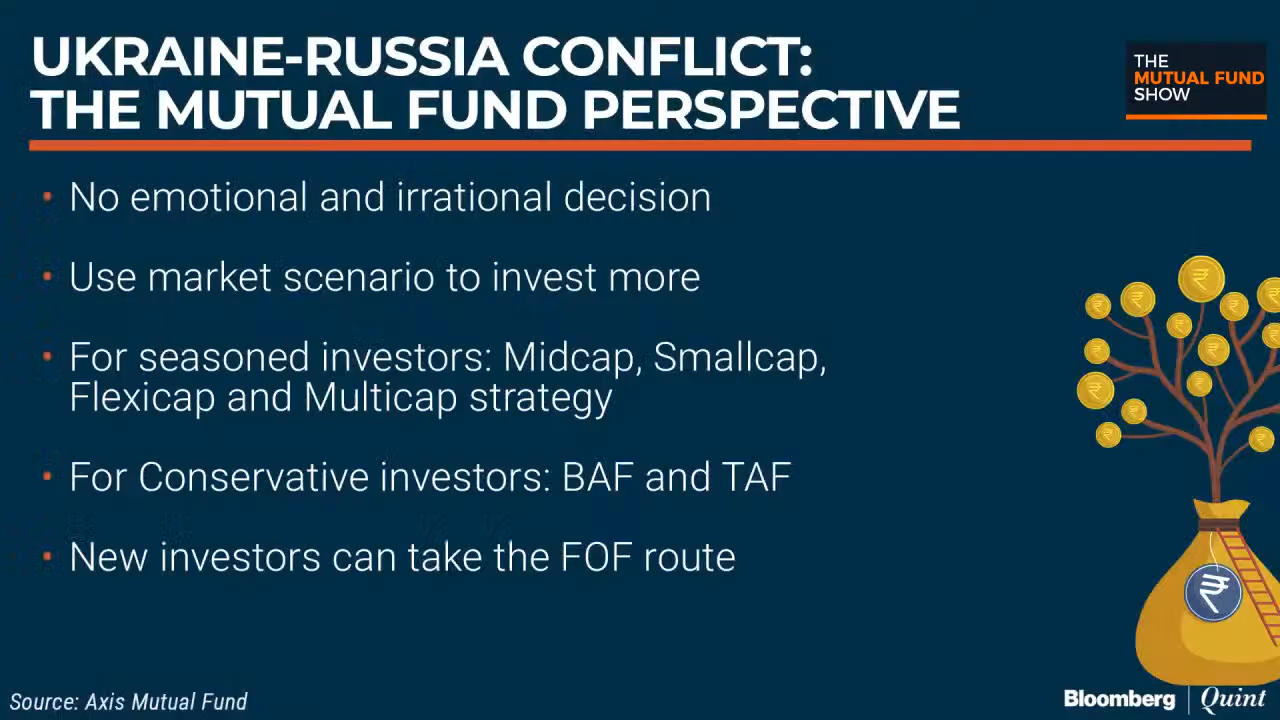 UKRAINE-RUSSIA CONFLICT:
THE MUTUAL FUND PERSPECTIVE
THE
MUTUAL FUND
SHOW
• No emotional and irrational decision
• Use market scenario to invest more
• For seasoned investors: Midcap, Smallcap,
Flexicap and Multicap strategy
• For Conservative investors: BAF and TAF
• New investors can take the FOF route
Source: Axis Mutual Fund
Bloomberg | Quint